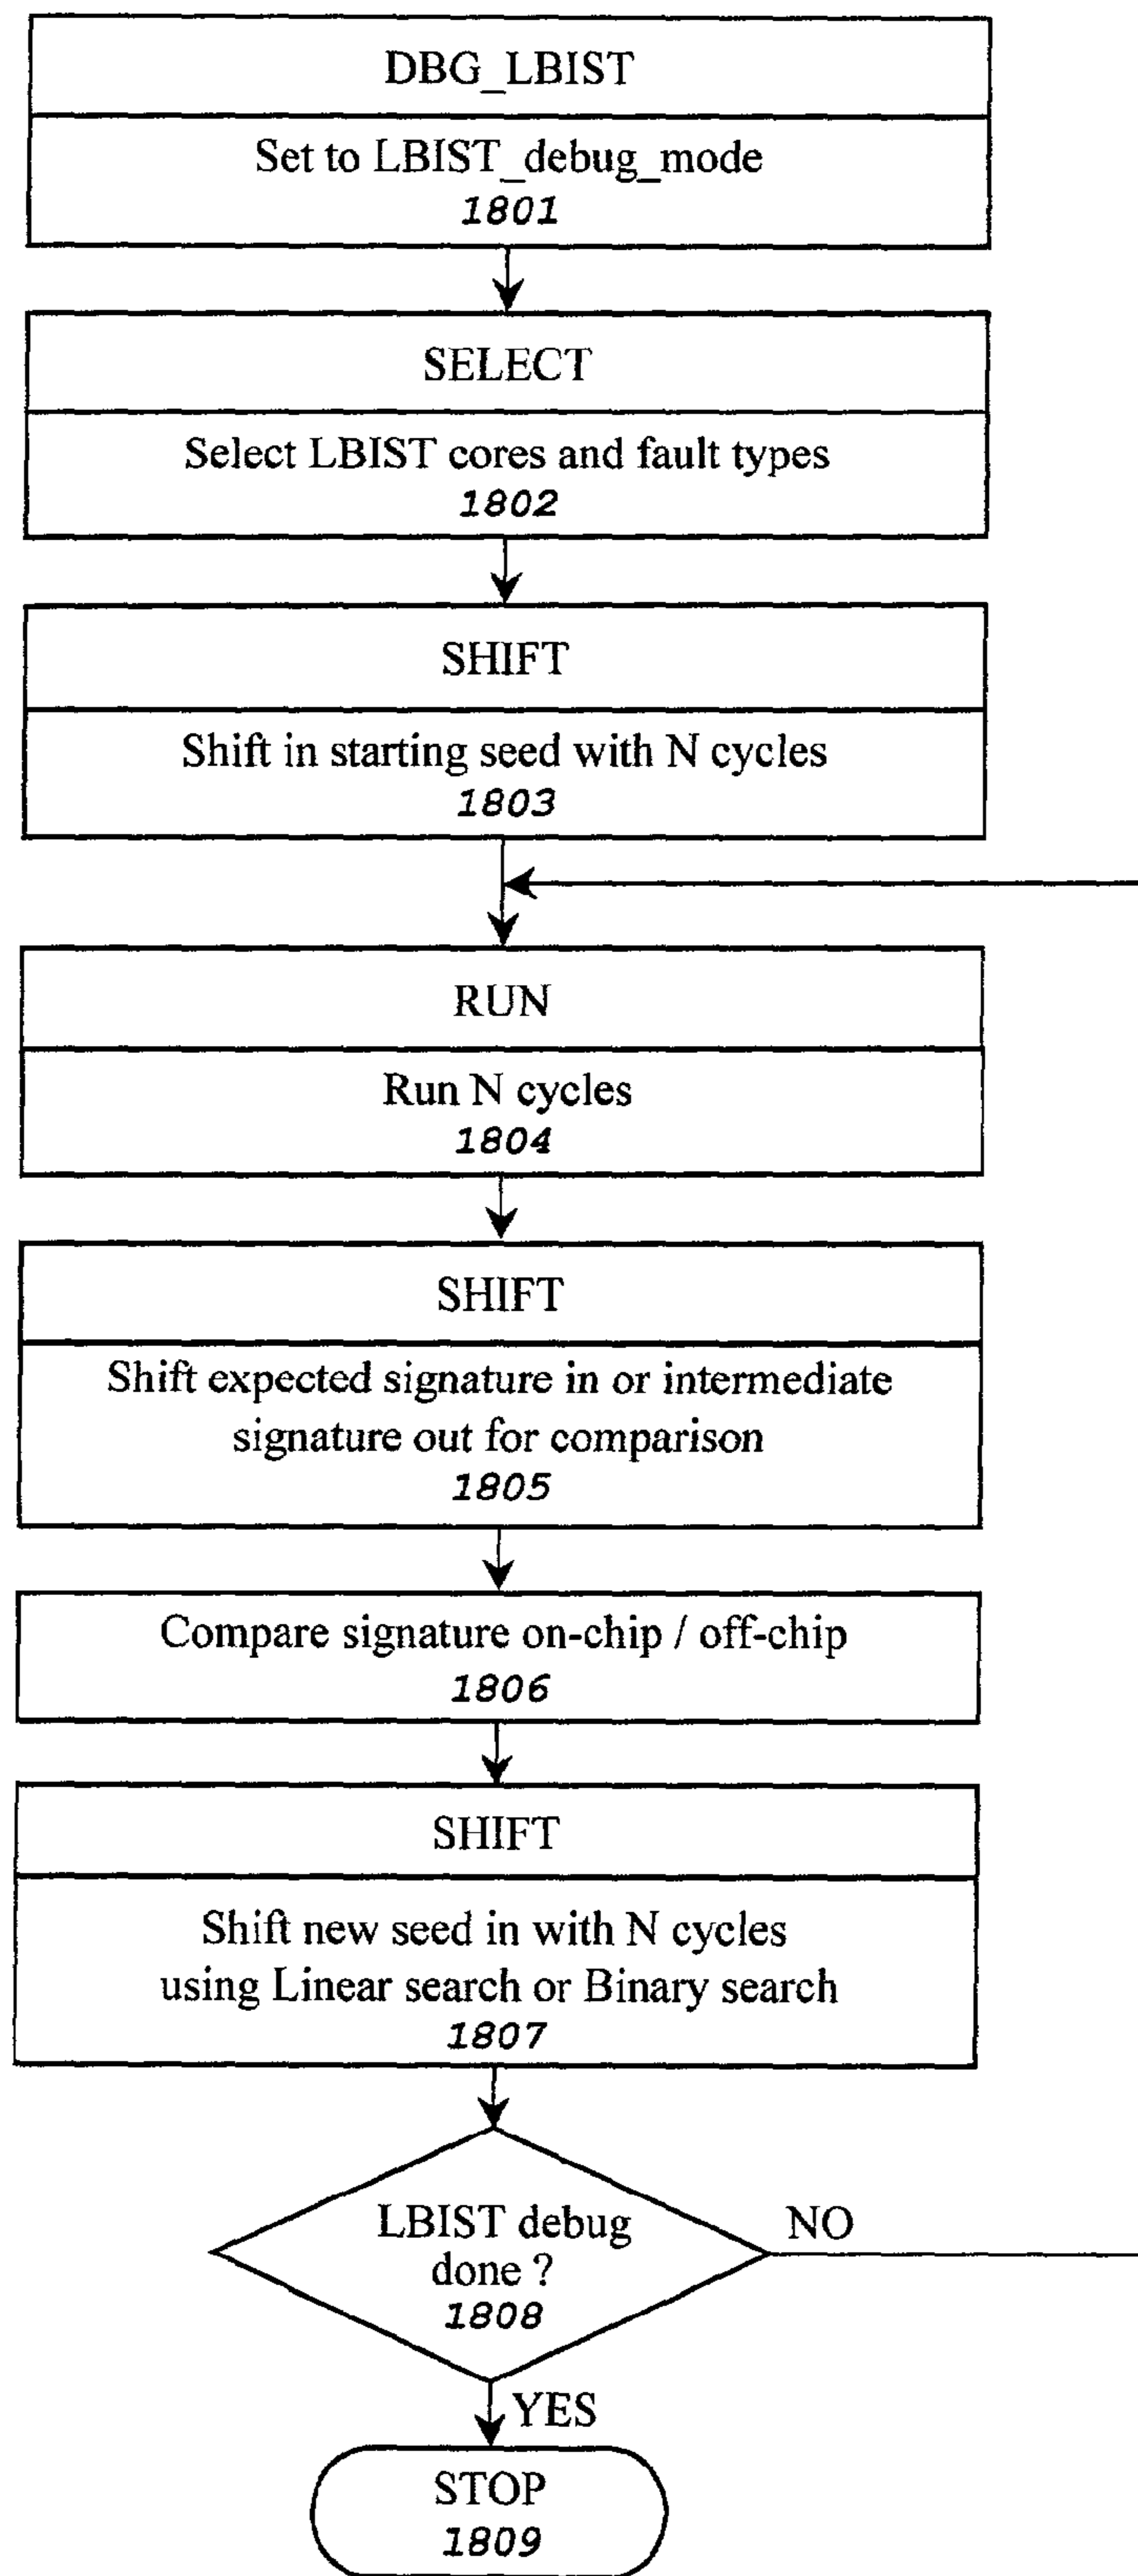 DBG_LBIST
Set to LBIST_debug_mode
1801
SELECT
Select LBIST cores and fault types
1802
SHIFT
Shift in starting seed with N cycles
1803
RUN
Run N cycles
1804
SHIFT
Shift expected signature in or intermediate
signature out for comparison
1805
Compare signature on-chip / off-chip
1806
SHIFT
Shift new seed in with N cycles
using Linear search or Binary search
1807
LBIST debug
done ?
1808
NO
YES
STOP
1809